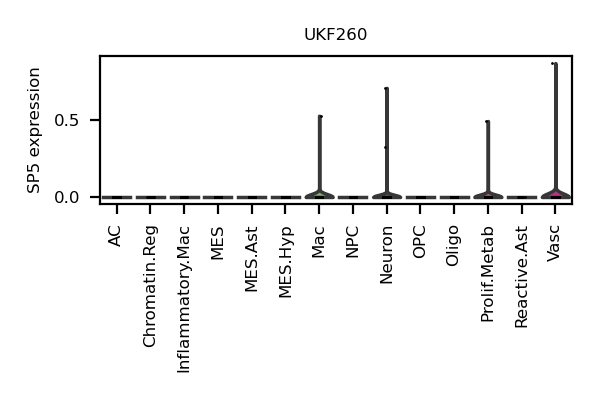 UKF260
SP5 expression
0.5
0.0
AC
Chromatin.Reg
Inflammatory.Mac
MES
MES.Ast
MES.Hyp
Mac
NPC
Neuron
OPC
Oligo
Prolif.Metab
Reactive.Ast
Vasc